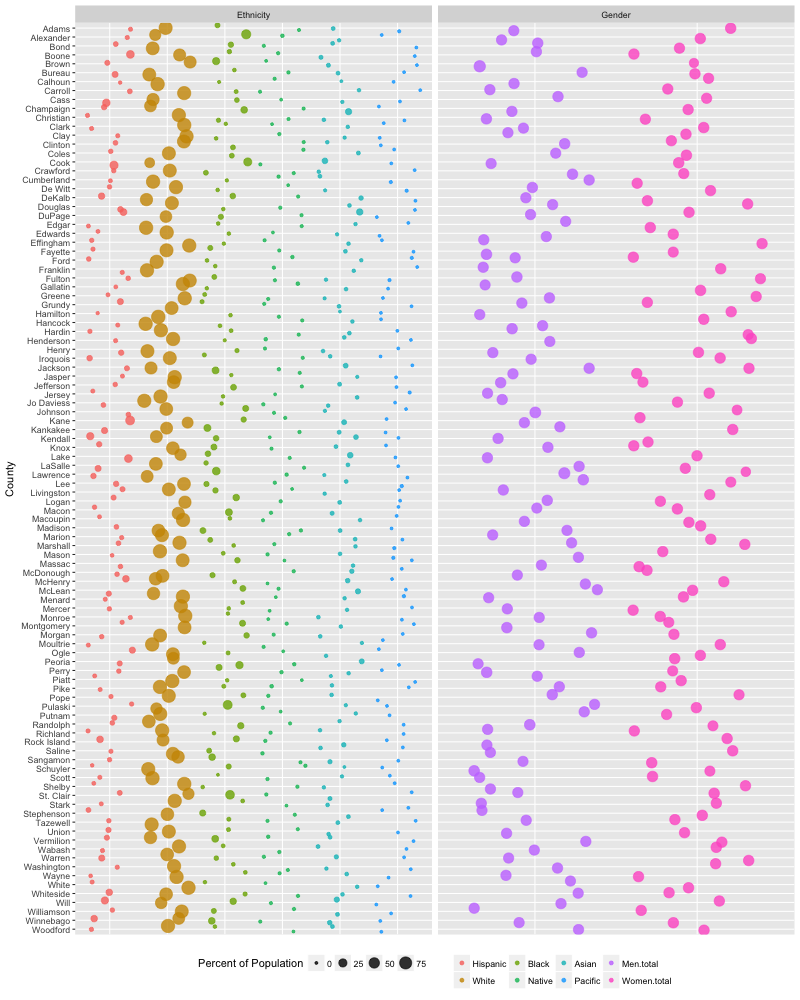 Ethnicity Gender
Adams
Alexander
Bond
Boone
Brown
Bureau
Calhoun
Carroll
Cass
Champaign
Christian
Clark
Clay
Clinton
Coles
Cook
Crawford
Cumberland
De Witt
DeKalb
Douglas
DuPage
Edgar
Edwards
Effingham
Fayette
Ford
Franklin
Fulton
Gallatin
Greene
Grundy
Hamilton
Hancock
Hardin
Henderson
Henry
Iroquois
Jackson
Jasper
Jefferson
Jersey
Jo Daviess
Johnson
Kane
Kankakee
Kendall
Knox
Lake
LaSalle
Lawrence
Lee
Livingston
Logan
Macon
Macoupin
Madison
Marion
Marshall
Mason
Massac
McDonough
McHenry
McLean
Menard
Mercer
Monroe
Montgomery
Morgan
Moultrie
Ogle
Peoria
Perry
Piatt
Pike
Pope
Pulaski
Putnam
Randolph
Richland
Rock Island
Saline
Sangamon
Schuyler
Scott
Shelby
St. Clair
Stark
Stephenson
Tazewell
Union
Vermilion
Wabash
Warren
Washington
Wayne
White
Whiteside
Will
Williamson
Winnebago
Woodford
County
Percent of Population 0 25 50 75
Hispanic Black Asian Men.total
White Native Pacific Women.total